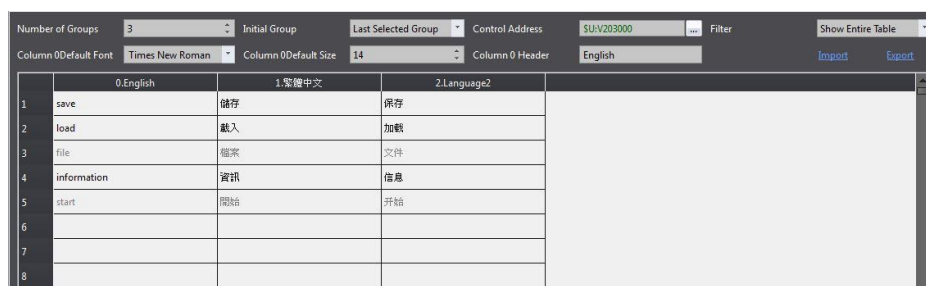 Number of Groups 3 Initial Group Last Selected Group Control Address $U:V203000 ... Filter Show Entire Table
Column 0Default Font Times New Roman Column 0Default Size 14 Column 0 Header English Import Export
0.English 1.繁體中文 2.Language2
1 save 儲存 保存
2 load 載入 加载
3 file 檔案 文件
4 information 資訊 信息
5 start 開始 开始
6
7
8